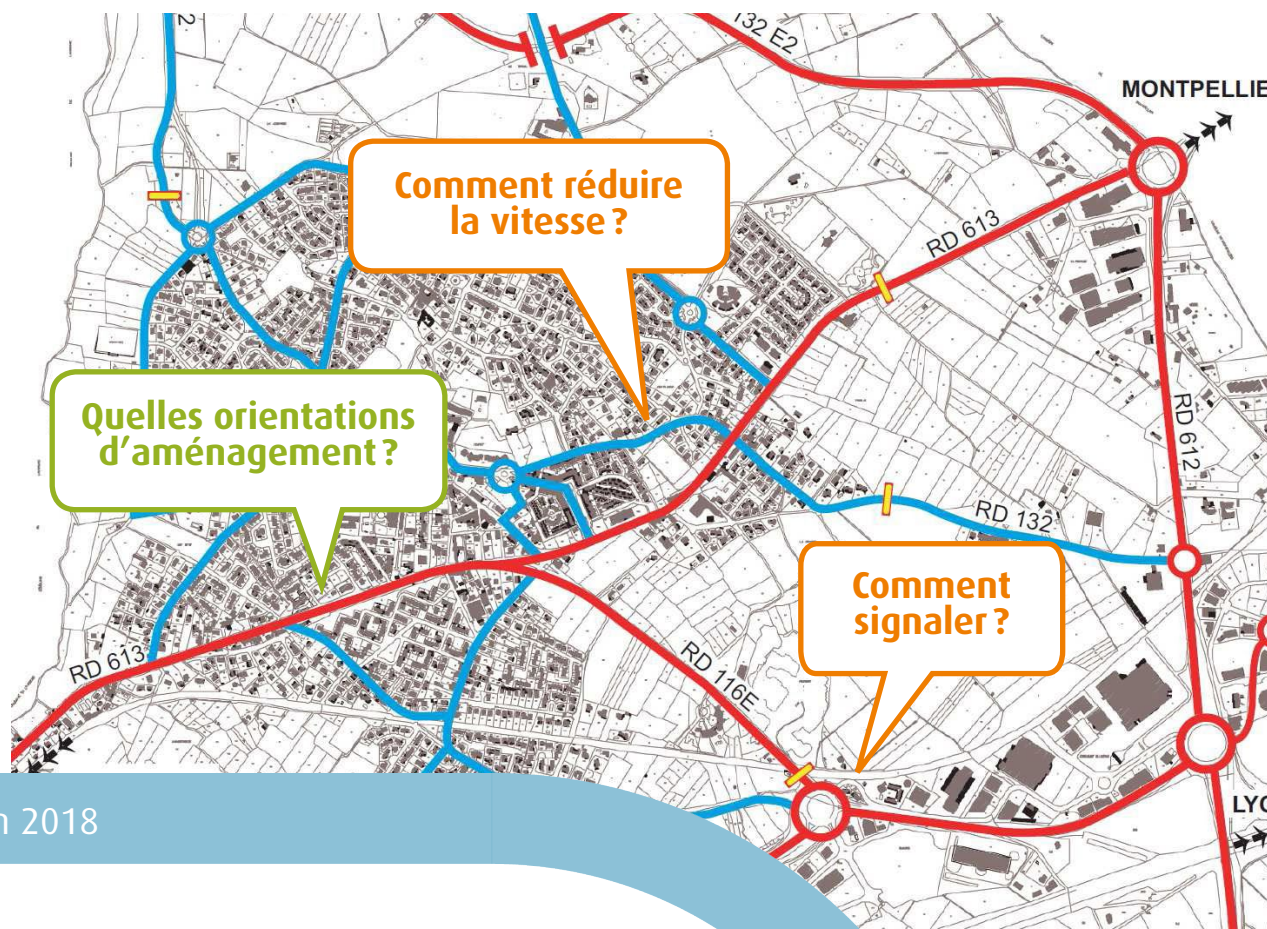 132 E2
MONTPELLIE
Comment réduire
la vitesse ?
RD 613
Quelles orientations
d'aménagement ?
RD 612
RD 132
Comment
signaler ?
RD 613
RD 116E
LYO
n 2018